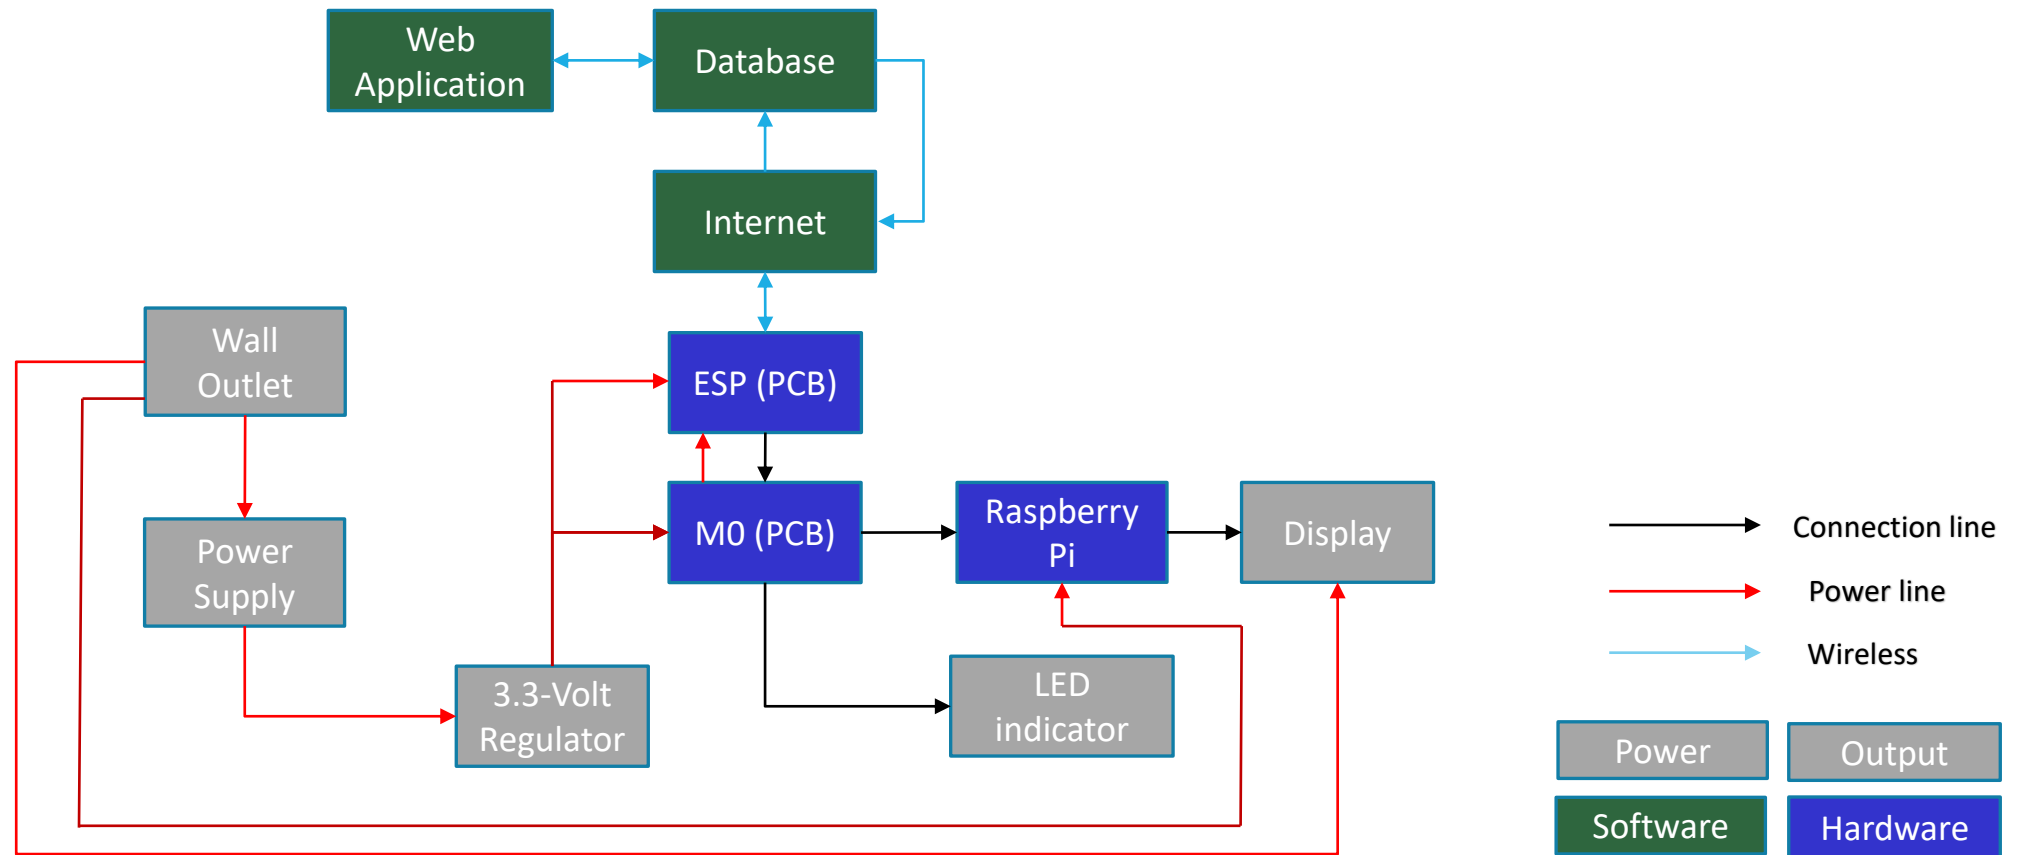 Web
Application
Database
Internet
Wall
Outlet
ESP (PCB)
Power
Supply
M0 (PCB)
Raspberry
Pi
Display
3.3-Volt
Regulator
LED
indicator
Connection line
Power line
Wireless
Power
Output
Software
Hardware